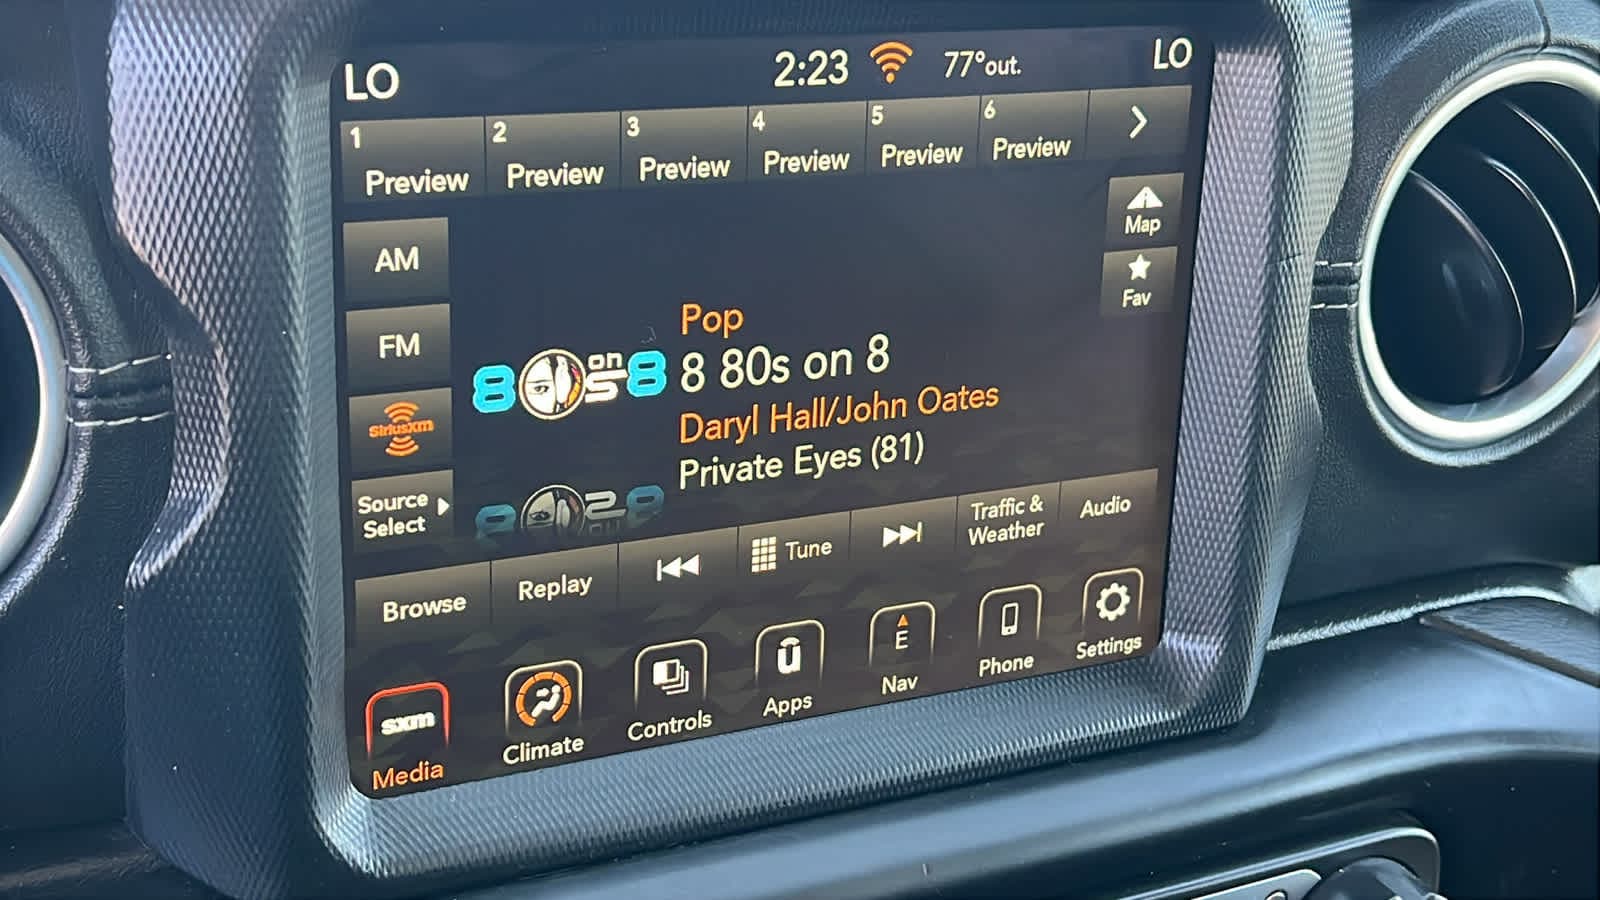 LO 2:23 77°out. LO
1 Preview
2 Preview
3 Preview
4 Preview
5 Preview
6 Preview
Map
Fav
AM
FM
SiriusXm
Source
Select
8 80s on 8
Pop
8 80s on 8
Daryl Hall/John Oates
Private Eyes (81)
Browse
Replay
Tune
Traffic &
Weather
Audio
sxm
Media
Climate
Controls
u
Apps
E
Nav
Phone
Settings